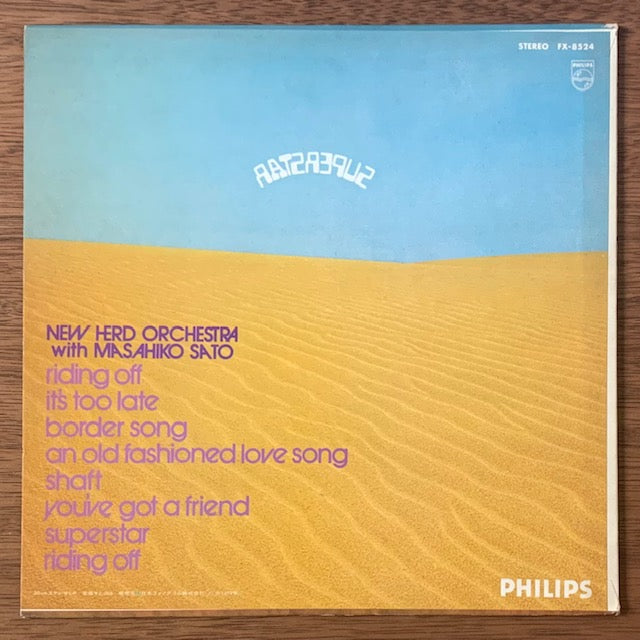 STEREO FX-8524
PHILIPS
SUPERSTAR
NEW HERD ORCHESTRA
with MASAHIKO SATO
riding off
it's too late
border song
an old fashioned love song
shaft
you've got a friend
superstar
riding off
PHILIPS